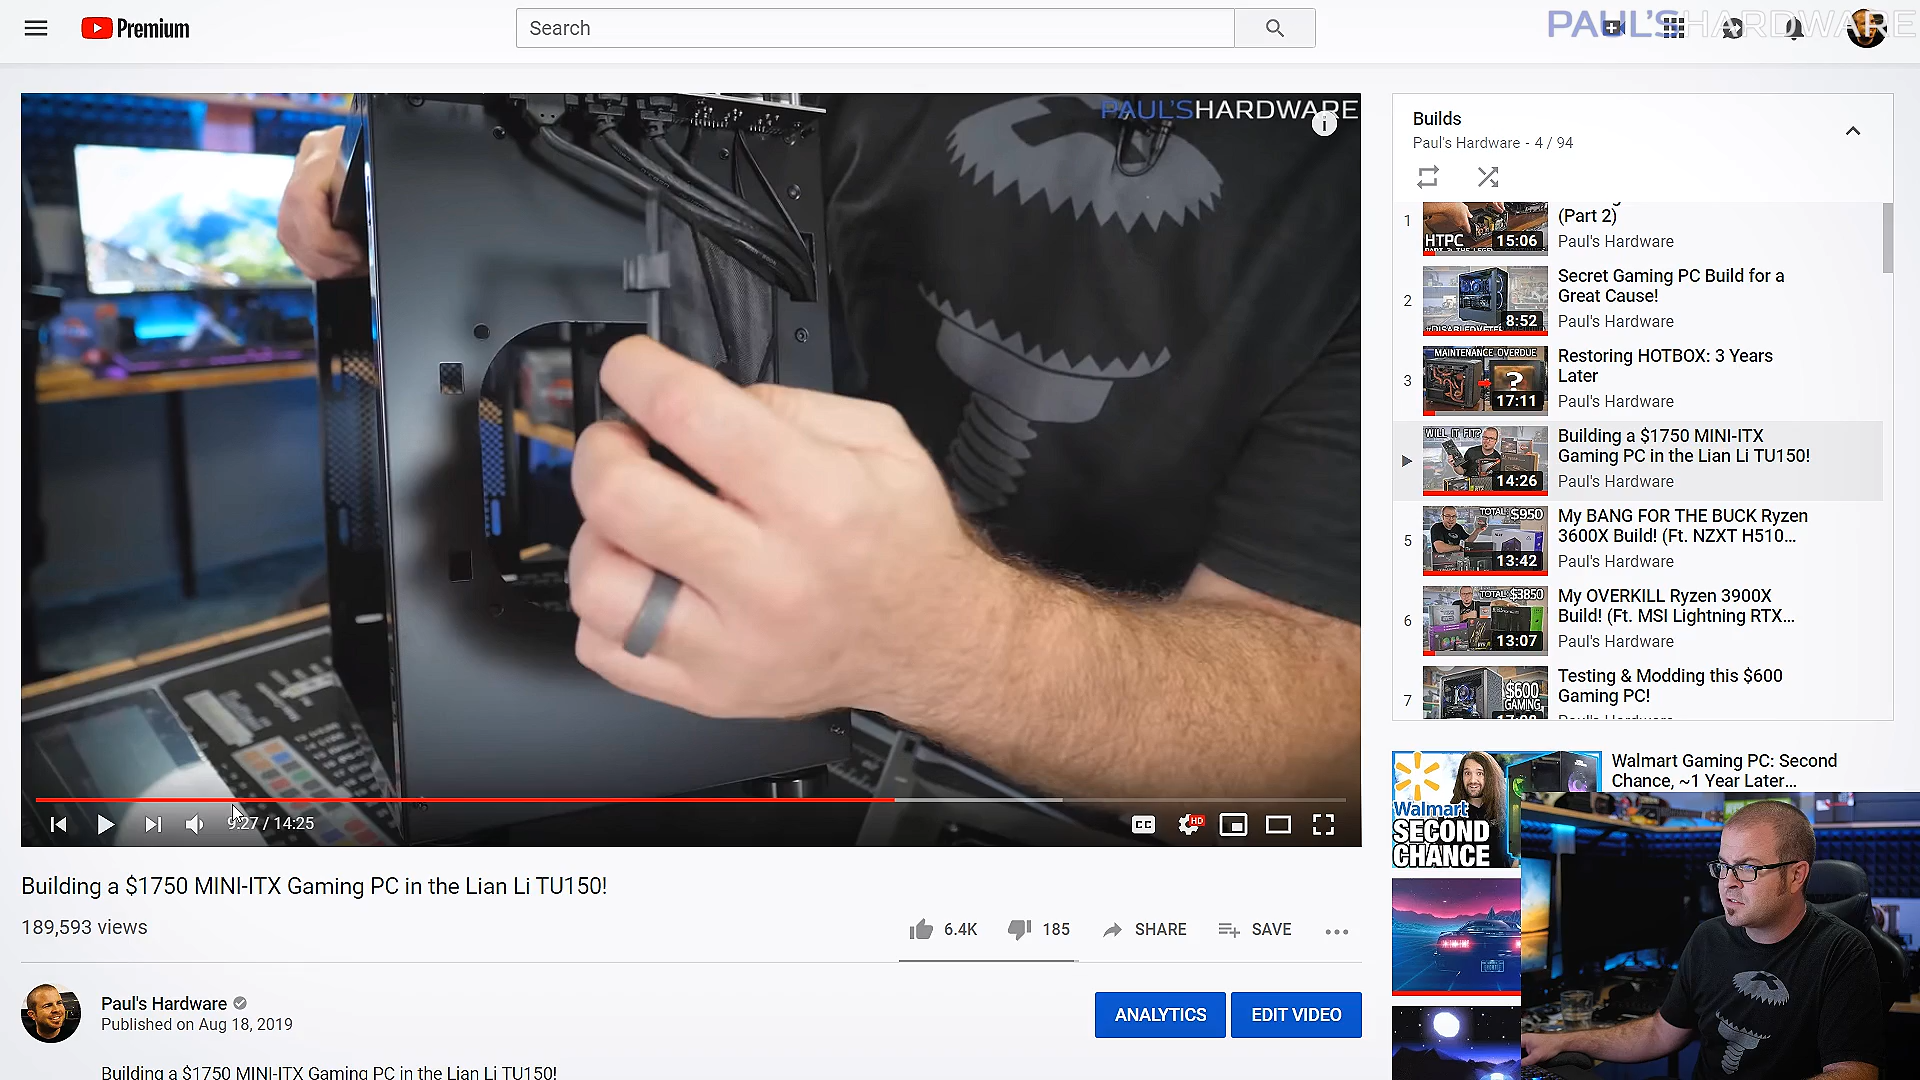 Premium
Search
PAUL'SHARDWARE
PAUL'SHARDWARE
i
9:27 / 14:25
CC
HD
Building a $1750 MINI-ITX Gaming PC in the Lian Li TU150!
189,593 views
6.4K
185
SHARE
SAVE
Paul's Hardware
Published on Aug 18, 2019
ANALYTICS
EDIT VIDEO
Building a $1750 MINI-ITX Gaming PC in the Lian Li TU150!
Builds
Paul's Hardware - 4 / 94
1
HTPC
15:06
(Part 2)
Paul's Hardware
2
8:52
Secret Gaming PC Build for a
Great Cause!
Paul's Hardware
3
MAINTENANCE OVERDUE
?
17:11
Restoring HOTBOX: 3 Years
Later
Paul's Hardware
WILL IT FIT?
14:26
Building a $1750 MINI-ITX
Gaming PC in the Lian Li TU150!
Paul's Hardware
5
TOTAL: $950
13:42
My BANG FOR THE BUCK Ryzen
3600X Build! (Ft. NZXT H510...
Paul's Hardware
6
TOTAL: $3850
13:07
My OVERKILL Ryzen 3900X
Build! (Ft. MSI Lightning RTX...
Paul's Hardware
7
$600
GAMING
Testing & Modding this $600
Gaming PC!
Walmart
SECOND
CHANCE
Walmart Gaming PC: Second
Chance, ~1 Year Later...